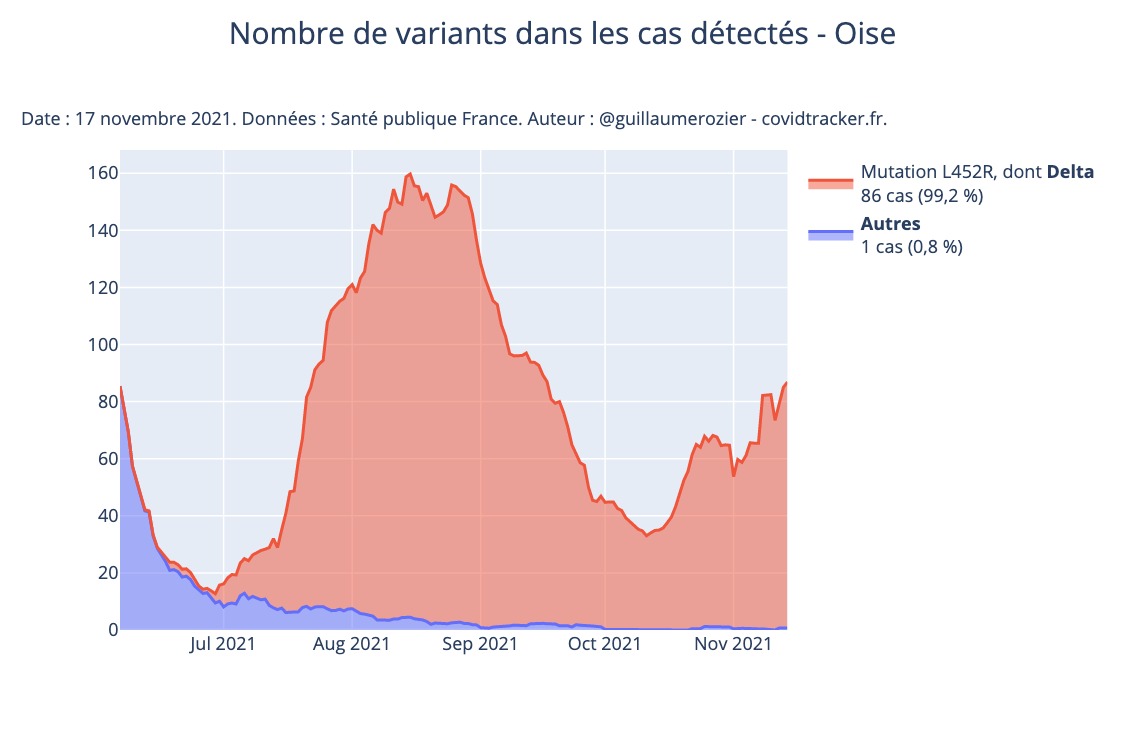 Nombre de variants dans les cas détectés - Oise
Date : 17 novembre 2021. Données : Santé publique France. Auteur : @guillaumerozier - covidtracker.fr.
160
140
120
100
80
60
40
20
0
Jul 2021
Aug 2021
Sep 2021
Oct 2021
Nov 2021
Mutation L452R, dont Delta
86 cas (99,2 %)
Autres
1 cas (0,8 %)